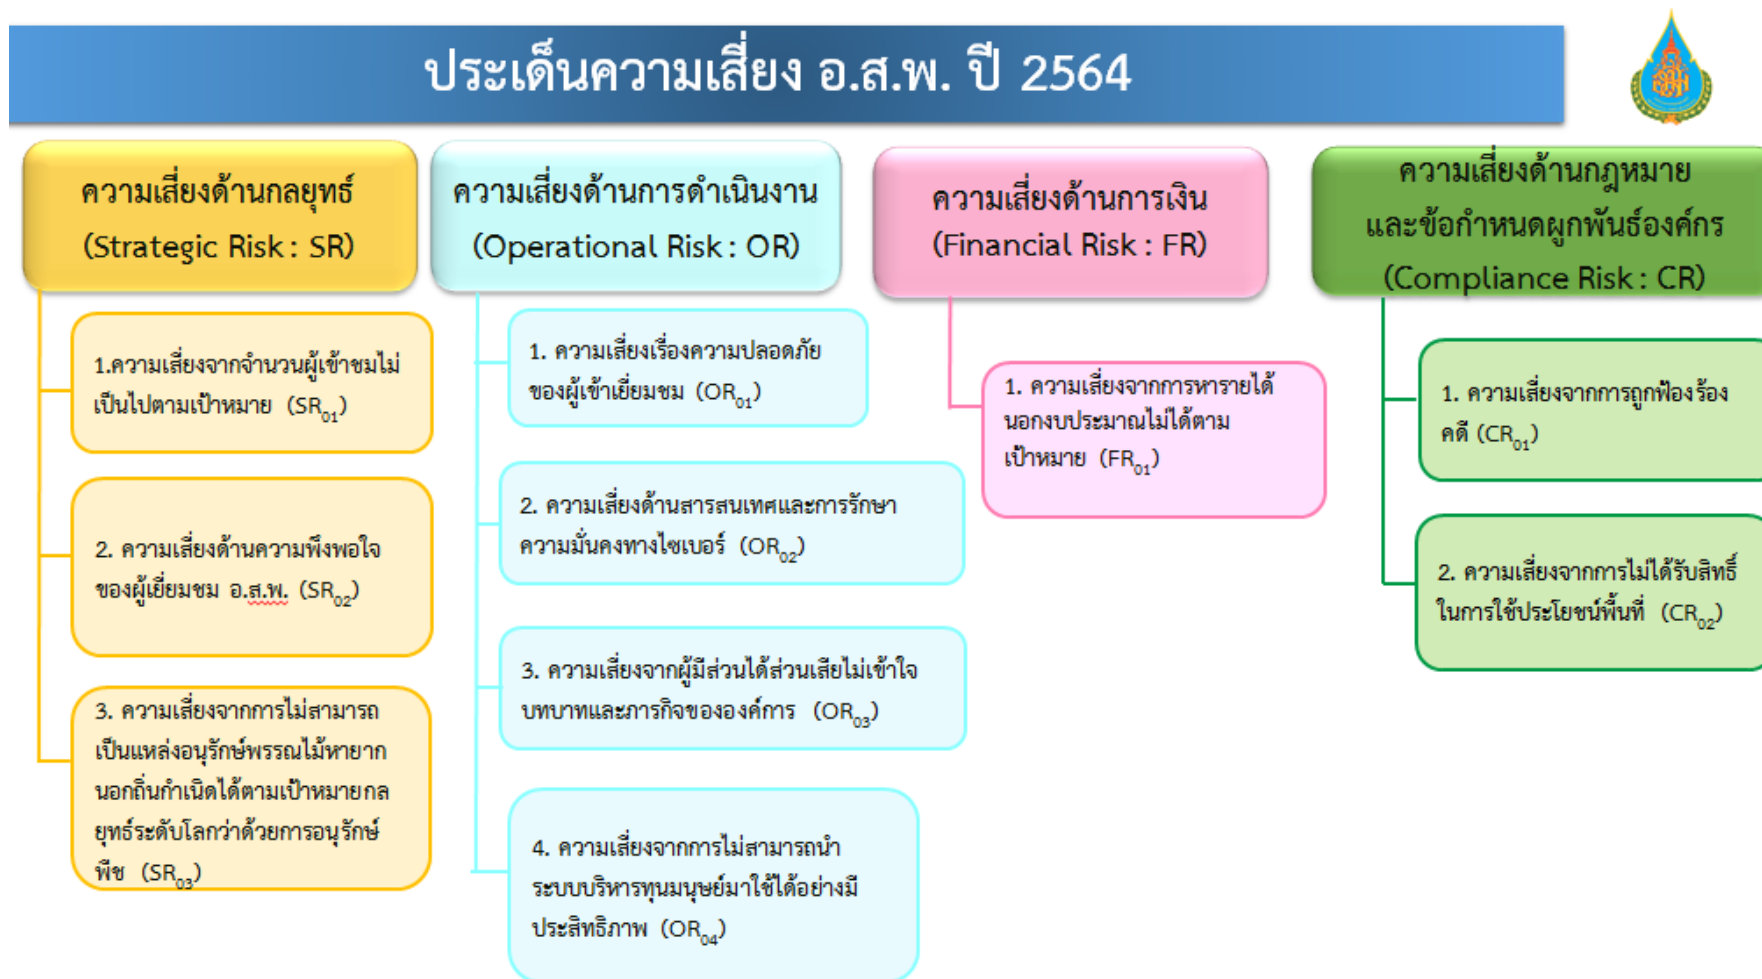 ประเด็นความเสี่ยง อ.ส.พ. ปี 2564
ความเสี่ยงด้านกลยุทธ์
(Strategic Risk : SR)
1.ความเสี่ยงจากจำนวนผู้เข้าชมไม่
เป็นไปตามเป้าหมาย (SR01)
2. ความเสี่ยงด้านความพึงพอใจ
ของผู้เยี่ยมชม อ.ส.พ. (SR02)
3. ความเสี่ยงจากการไม่สามารถ
เป็นแหล่งอนุรักษ์พรรณไม้หายาก
นอกถิ่นกำเนิดได้ตามเป้าหมายกล
ยุทธ์ระดับโลกว่าด้วยการอนุรักษ์
พืช (SR03)
ความเสี่ยงด้านการดำเนินงาน
(Operational Risk : OR)
1. ความเสี่ยงเรื่องความปลอดภัย
ของผู้เข้าเยี่ยมชม (OR01)
2. ความเสี่ยงด้านสารสนเทศและการรักษา
ความมั่นคงทางไซเบอร์ (OR02)
3. ความเสี่ยงจากผู้มีส่วนได้ส่วนเสียไม่เข้าใจ
บทบาทและภารกิจขององค์การ (OR03)
4. ความเสี่ยงจากการไม่สามารถนำ
ระบบบริหารทุนมนุษย์มาใช้ได้อย่างมี
ประสิทธิภาพ (OR04)
ความเสี่ยงด้านการเงิน
(Financial Risk : FR)
1. ความเสี่ยงจากการหารายได้
นอกงบประมาณไม่ได้ตาม
เป้าหมาย (FR01)
ความเสี่ยงด้านกฎหมาย
และข้อกำหนดผูกพันธ์องค์กร
(Compliance Risk : CR)
1. ความเสี่ยงจากการถูกฟ้องร้อง
คดี (CR01)
2. ความเสี่ยงจากการไม่ได้รับสิทธิ์
ในการใช้ประโยชน์พื้นที่ (CR02)